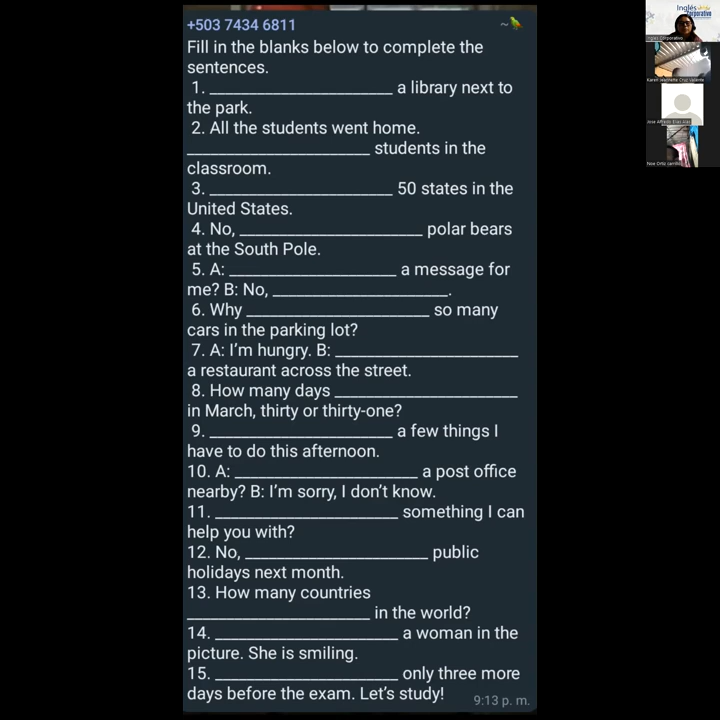 +503 7434 6811
Fill in the blanks below to complete the
sentences.
1. ____________________ a library next to
the park.
2. All the students went home.
____________________ students in the
classroom.
3. ____________________ 50 states in the
United States.
4. No, ____________________ polar bears
at the South Pole.
5. A: __________________ a message for
me? B: No, ___________________.
6. Why ____________________ so many
cars in the parking lot?
7. A: I’m hungry. B: ____________________
a restaurant across the street.
8. How many days ____________________
in March, thirty or thirty-one?
9. ____________________ a few things I
have to do this afternoon.
10. A: ____________________ a post office
nearby? B: I’m sorry, I don’t know.
11. ____________________ something I can
help you with?
12. No, ____________________ public
holidays next month.
13. How many countries
____________________ in the world?
14. ____________________ a woman in the
picture. She is smiling.
15. ____________________ only three more
days before the exam. Let’s study!
9:13 p. m.
Inglés
Corporativo
Inglés Corporativo